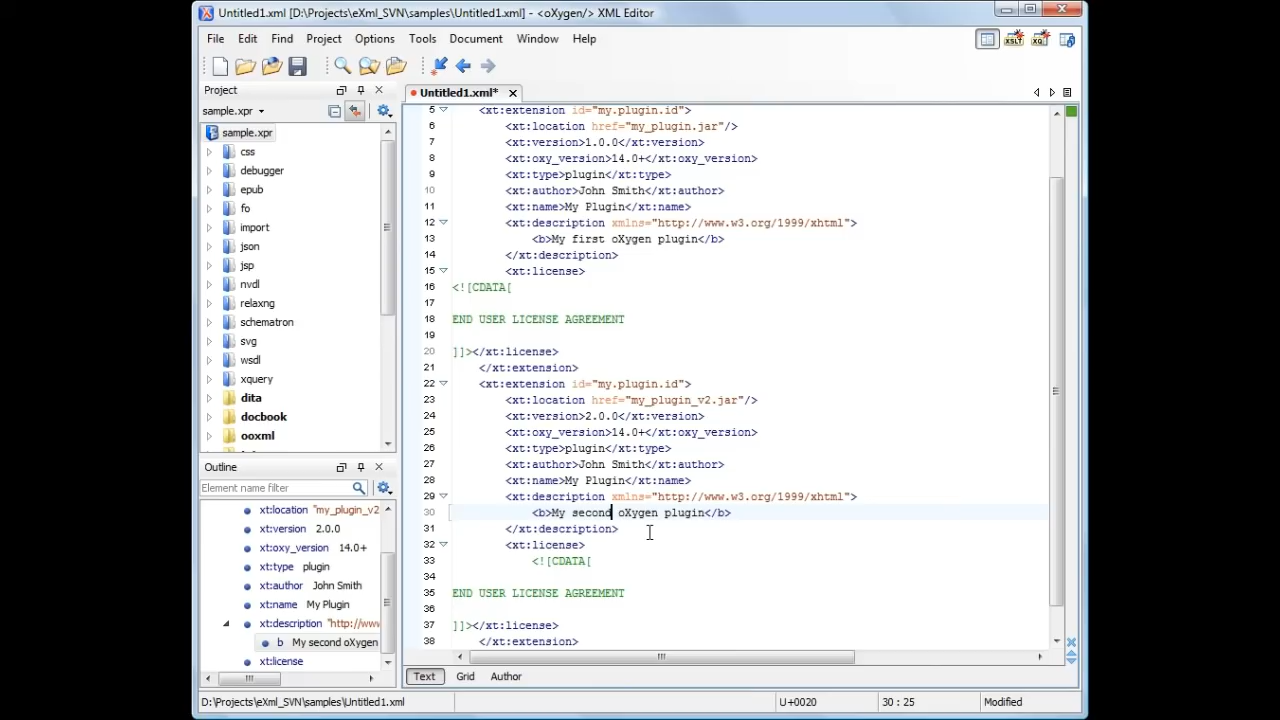 Untitled1.xml [D:\Projects\eXml_SVN\samples\Untitled1.xml] - <oXygen/> XML Editor
File Edit Find Project Options Tools Document Window Help
XSLT XQ
Project
sample.xpr
sample.xpr
css
debugger
epub
fo
import
json
jsp
nvdl
relaxng
schematron
svg
wsdl
xquery
dita
docbook
ooxml
Outline
Element name filter
xt:location "my_plugin_v2
xt:version 2.0.0
xt:oxy_version 14.0+
xt:type plugin
xt:author John Smith
xt:name My Plugin
xt:description "http://www
b My second oXygen
xt:license
Untitled1.xml*
5 <xt:extension id="my.plugin.id">
6 <xt:location href="my_plugin.jar"/>
7 <xt:version>1.0.0</xt:version>
8 <xt:oxy_version>14.0+</xt:oxy_version>
9 <xt:type>plugin</xt:type>
10 <xt:author>John Smith</xt:author>
11 <xt:name>My Plugin</xt:name>
12 <xt:description xmlns="http://www.w3.org/1999/xhtml">
13 <b>My first oXygen plugin</b>
14 </xt:description>
15 <xt:license>
16 <![CDATA[
17
18 END USER LICENSE AGREEMENT
19
20 ]]></xt:license>
21 </xt:extension>
22 <xt:extension id="my.plugin.id">
23 <xt:location href="my_plugin_v2.jar"/>
24 <xt:version>2.0.0</xt:version>
25 <xt:oxy_version>14.0+</xt:oxy_version>
26 <xt:type>plugin</xt:type>
27 <xt:author>John Smith</xt:author>
28 <xt:name>My Plugin</xt:name>
29 <xt:description xmlns="http://www.w3.org/1999/xhtml">
30 <b>My second oXygen plugin</b>
31 </xt:description>
32 <xt:license>
33 <![CDATA[
34
35 END USER LICENSE AGREEMENT
36
37 ]]></xt:license>
38 </xt:extension>
Text Grid Author
D:\Projects\eXml_SVN\samples\Untitled1.xml U+0020 30 : 25 Modified